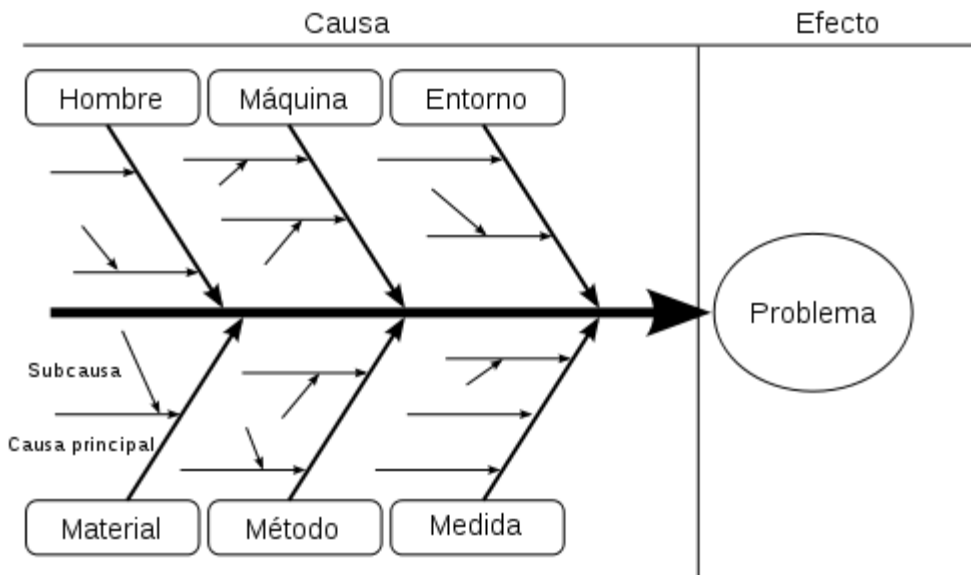 Causa
Efecto
Hombre
Máquina
Entorno
Problema
Subcausa
Causa principal
Material
Método
Medida